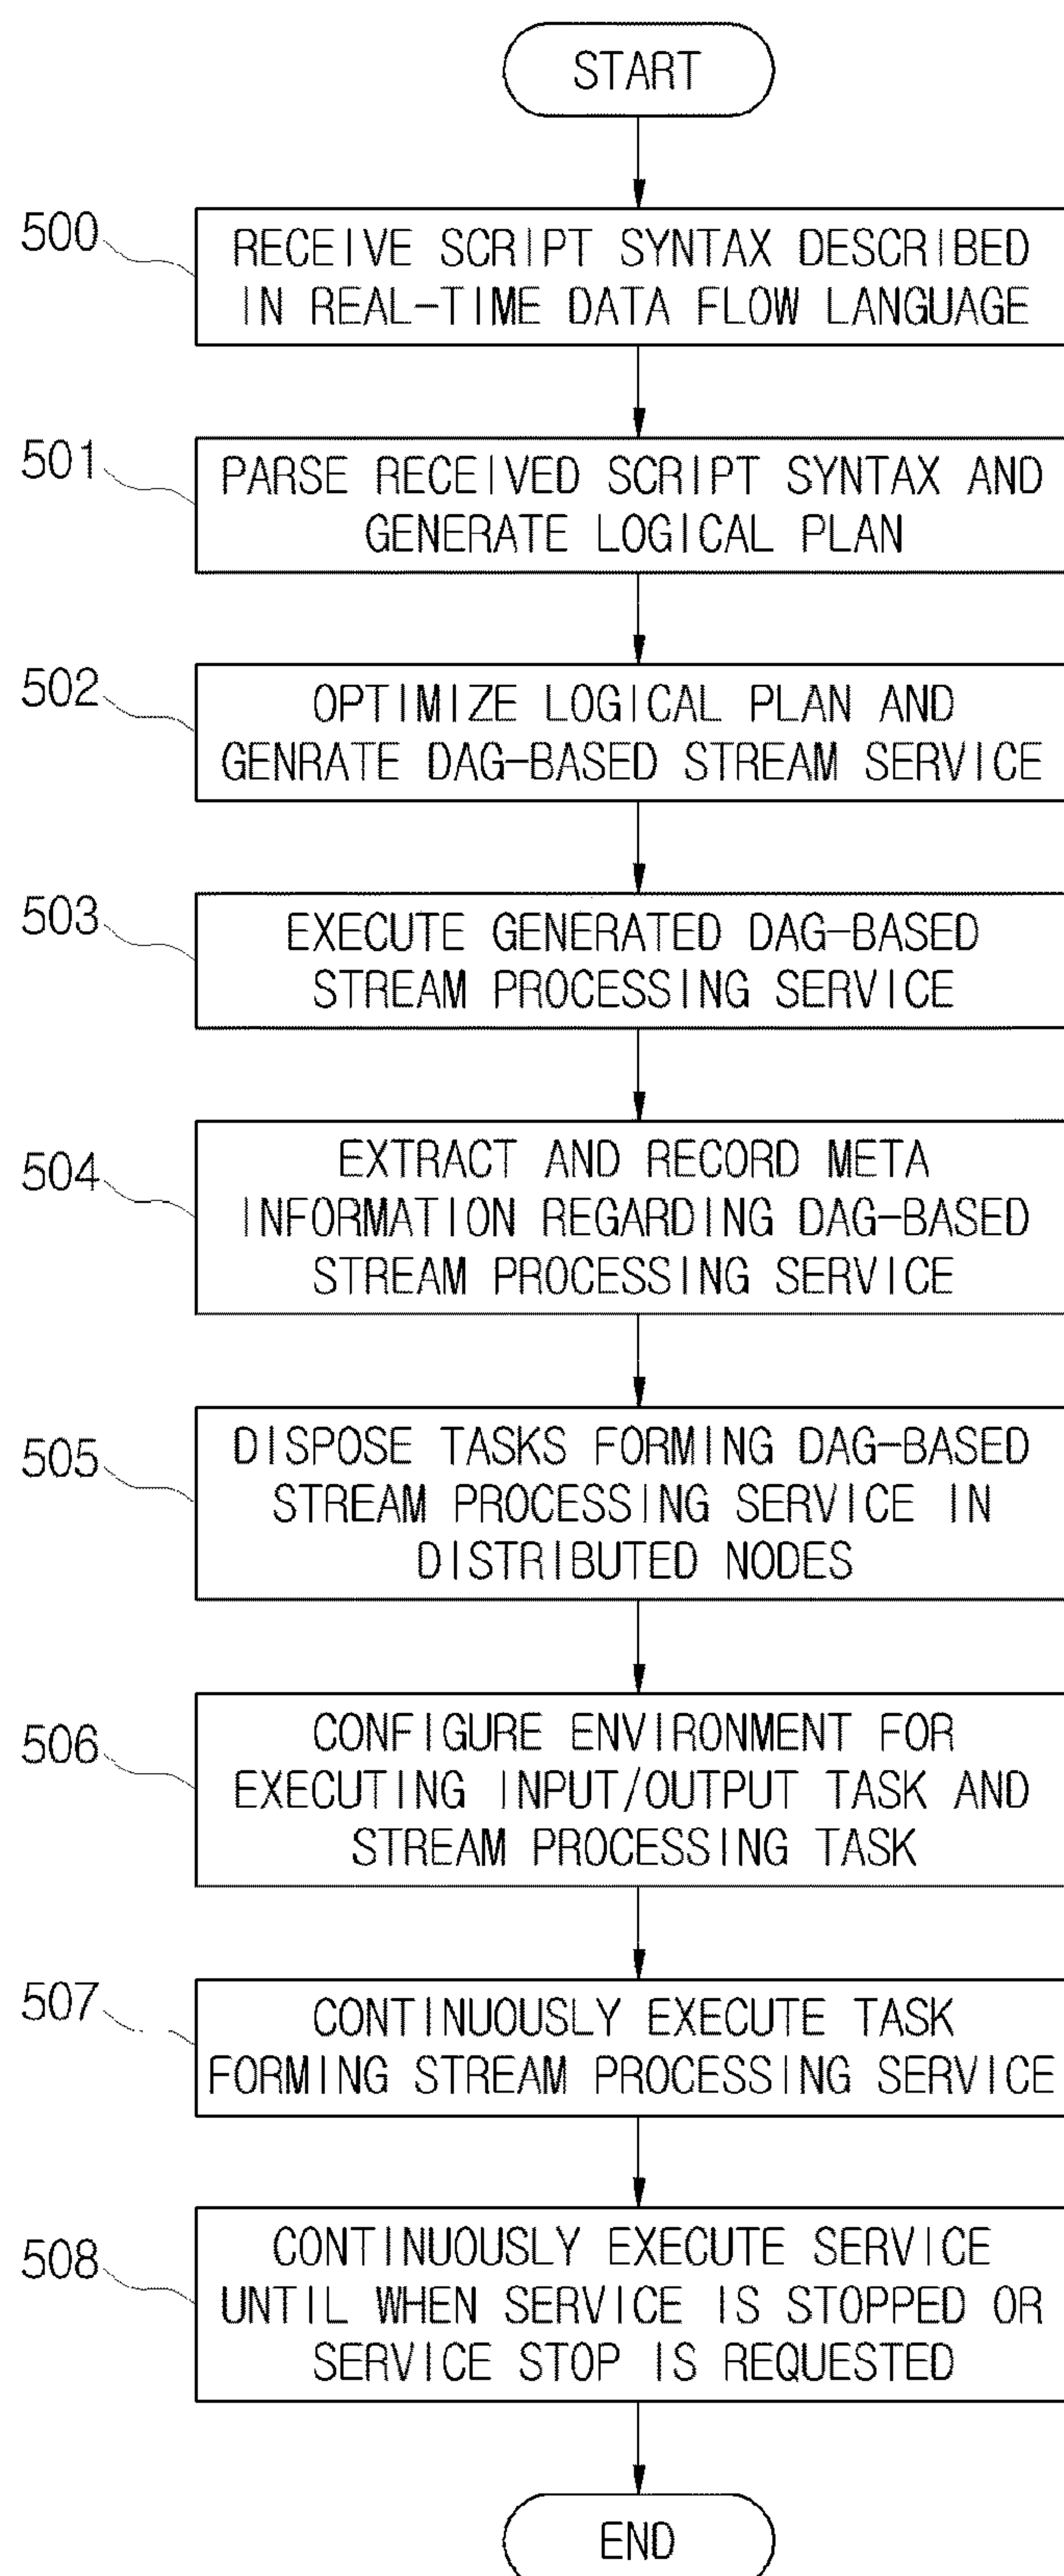 START
500
RECEIVE SCRIPT SYNTAX DESCRIBED
IN REAL-TIME DATA FLOW LANGUAGE
501
PARSE RECEIVED SCRIPT SYNTAX AND
GENERATE LOGICAL PLAN
502
OPTIMIZE LOGICAL PLAN AND
GENRATE DAG-BASED STREAM SERVICE
503
EXECUTE GENERATED DAG-BASED
STREAM PROCESSING SERVICE
504
EXTRACT AND RECORD META
INFORMATION REGARDING DAG-BASED
STREAM PROCESSING SERVICE
505
DISPOSE TASKS FORMING DAG-BASED
STREAM PROCESSING SERVICE IN
DISTRIBUTED NODES
506
CONFIGURE ENVIRONMENT FOR
EXECUTING INPUT/OUTPUT TASK AND
STREAM PROCESSING TASK
507
CONTINUOUSLY EXECUTE TASK
FORMING STREAM PROCESSING SERVICE
508
CONTINUOUSLY EXECUTE SERVICE
UNTIL WHEN SERVICE IS STOPPED OR
SERVICE STOP IS REQUESTED
END